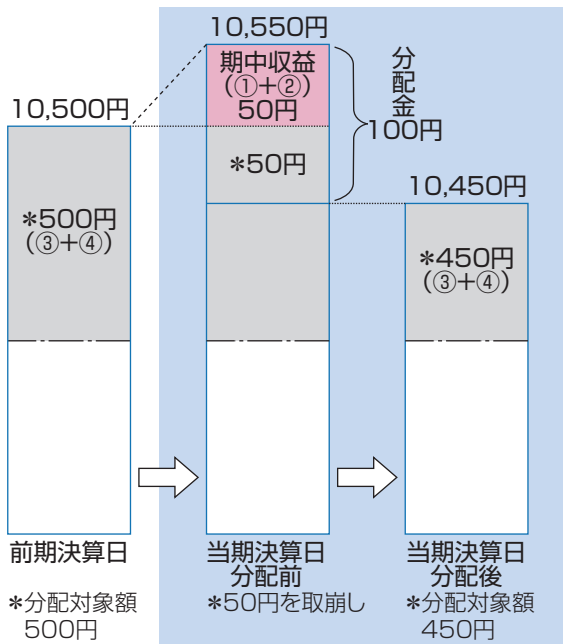 10,550円
期中収益
(①+②)
50円
分配金
100円
10,500円
*50円
10,450円
*500円
(③+④)
*450円
(③+④)
前期決算日
当期決算日
分配前
当期決算日
分配後
*分配対象額
500円
*50円を取崩し
*分配対象額
450円